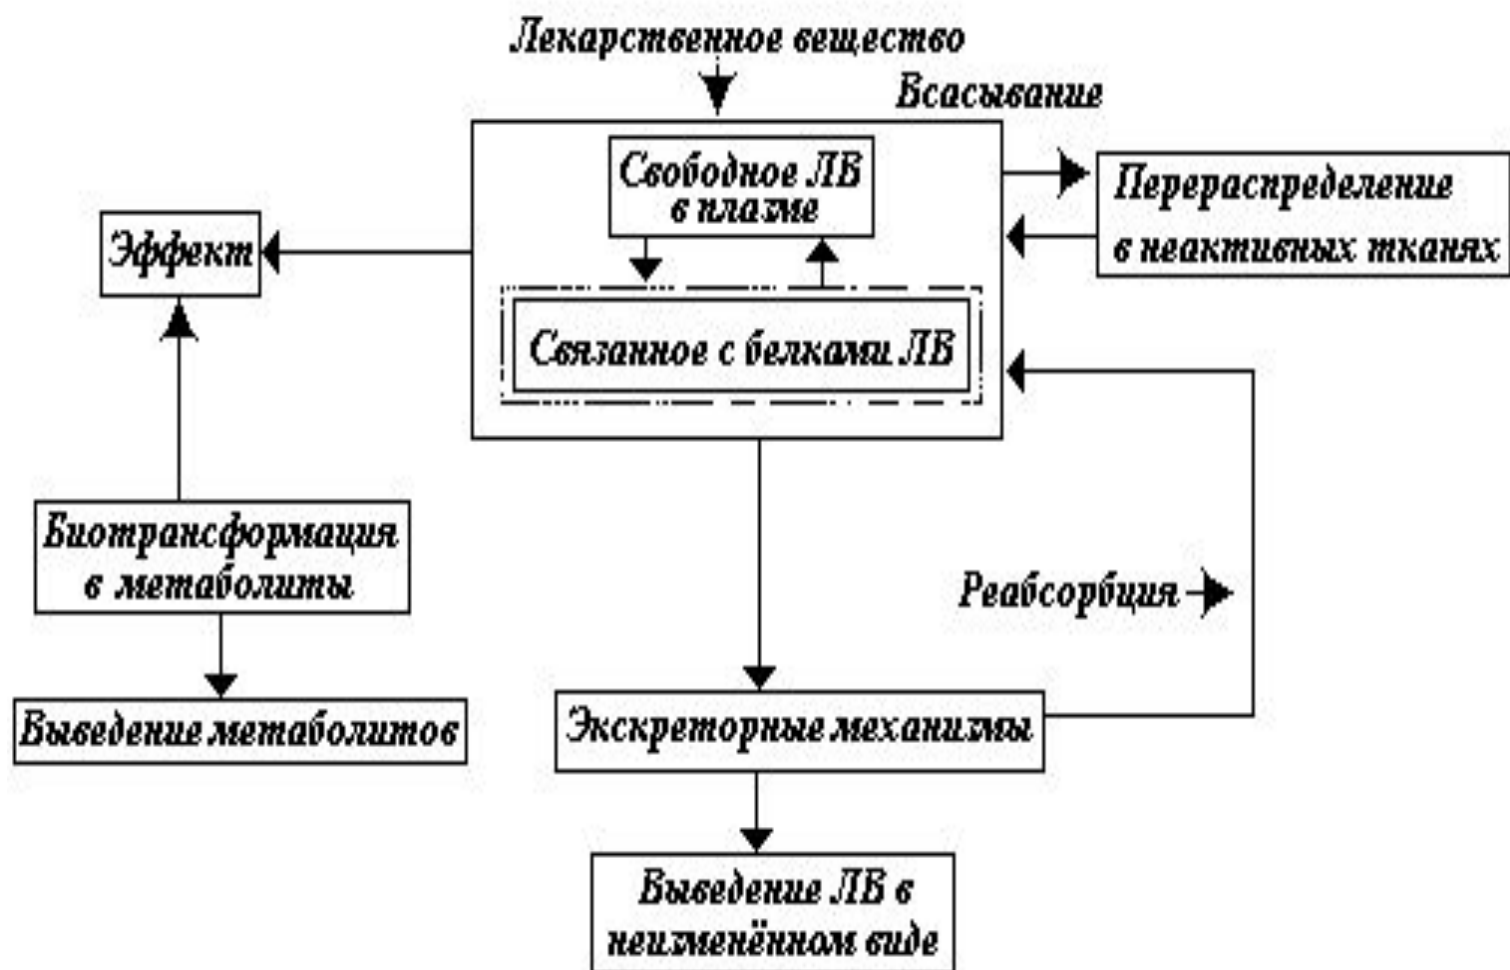 Лекарственное вещество
Всасывание
Свободное ЛВ
в плазме
Перераспределение
в неактивных тканях
Эффект
Связанное с белками ЛВ
Биотрансформация
в метаболиты
Реабсорбция
Выведение метаболитов
Экскреторные механизмы
Выведение ЛВ в
неизменённом виде